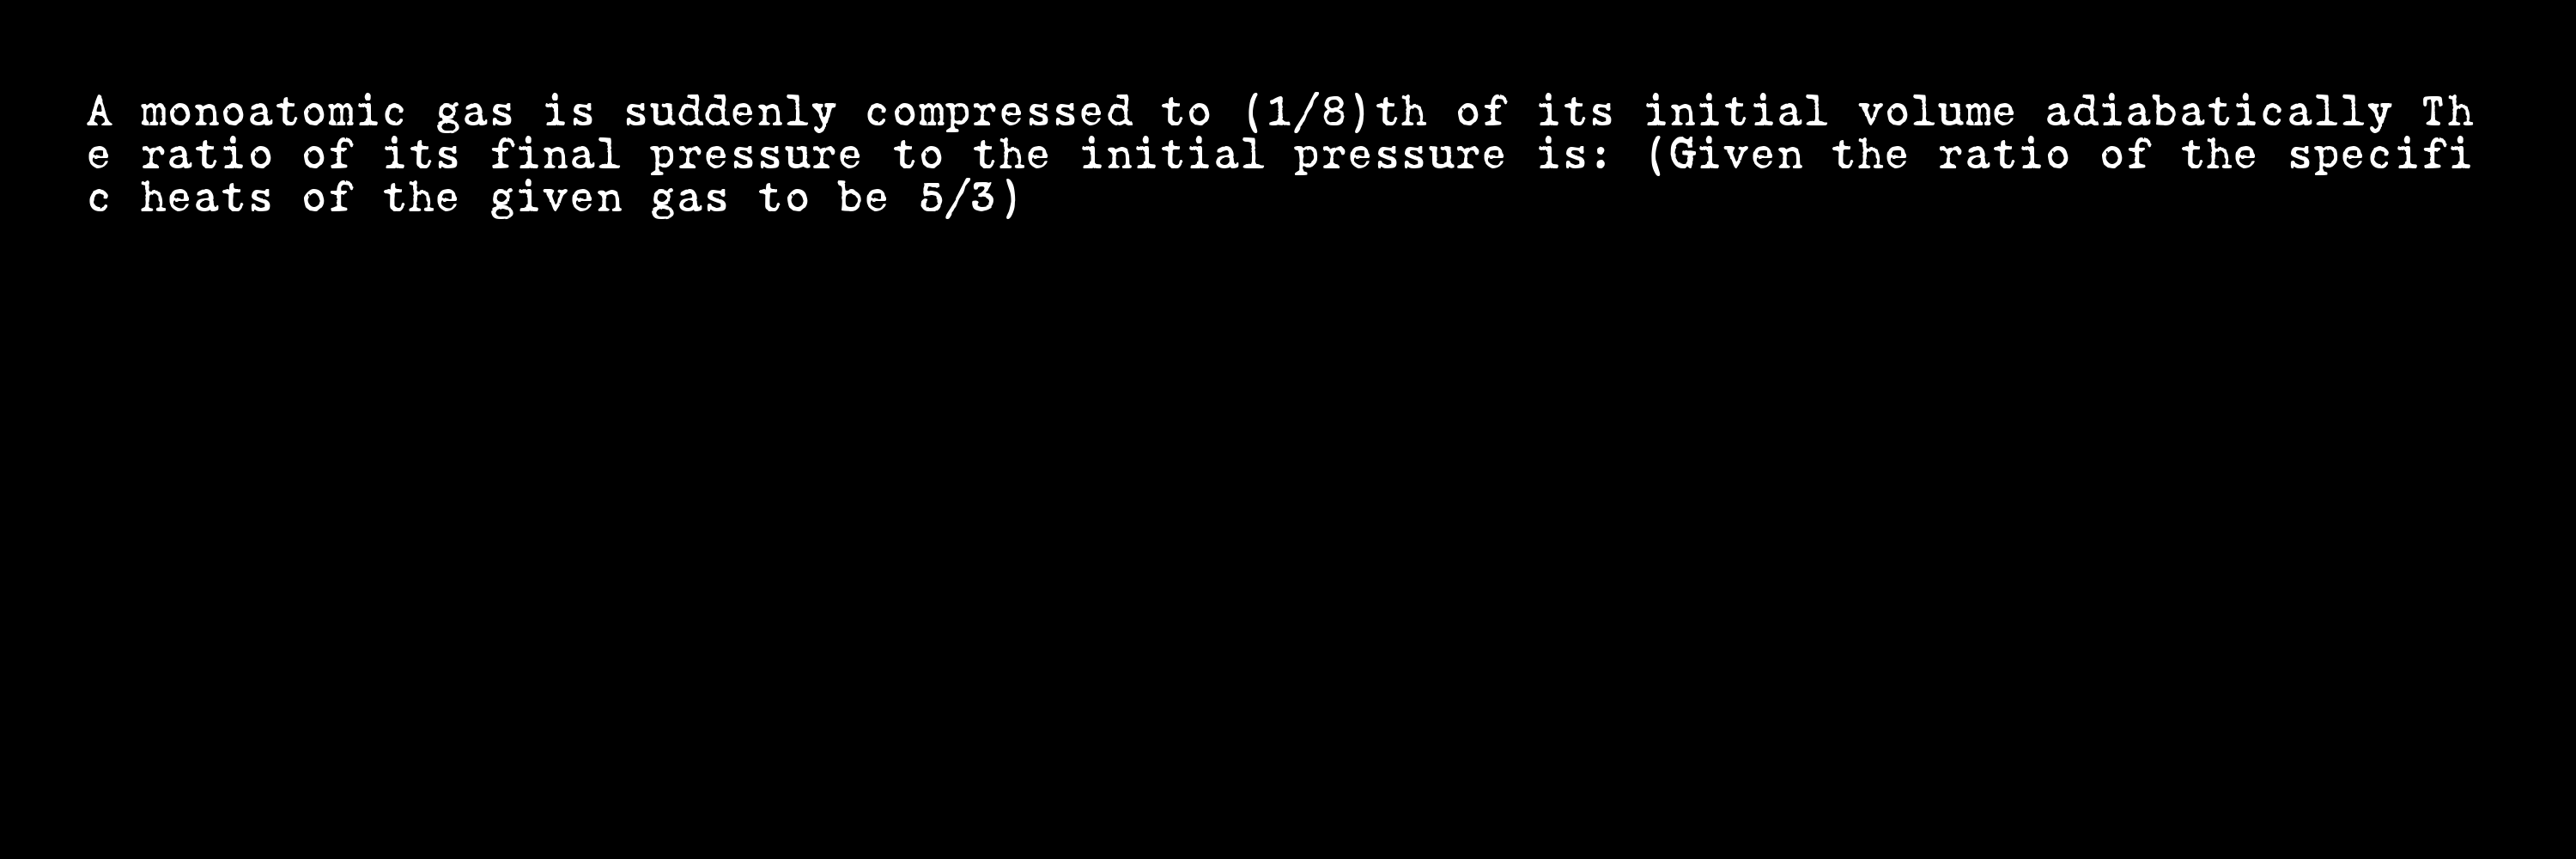 A monoatomic gas is suddenly compressed to (1/8)th of its initial volume adiabatically Th
e ratio of its final pressure to the initial pressure is: (Given the ratio of the specifi
c heats of the given gas to be 5/3)